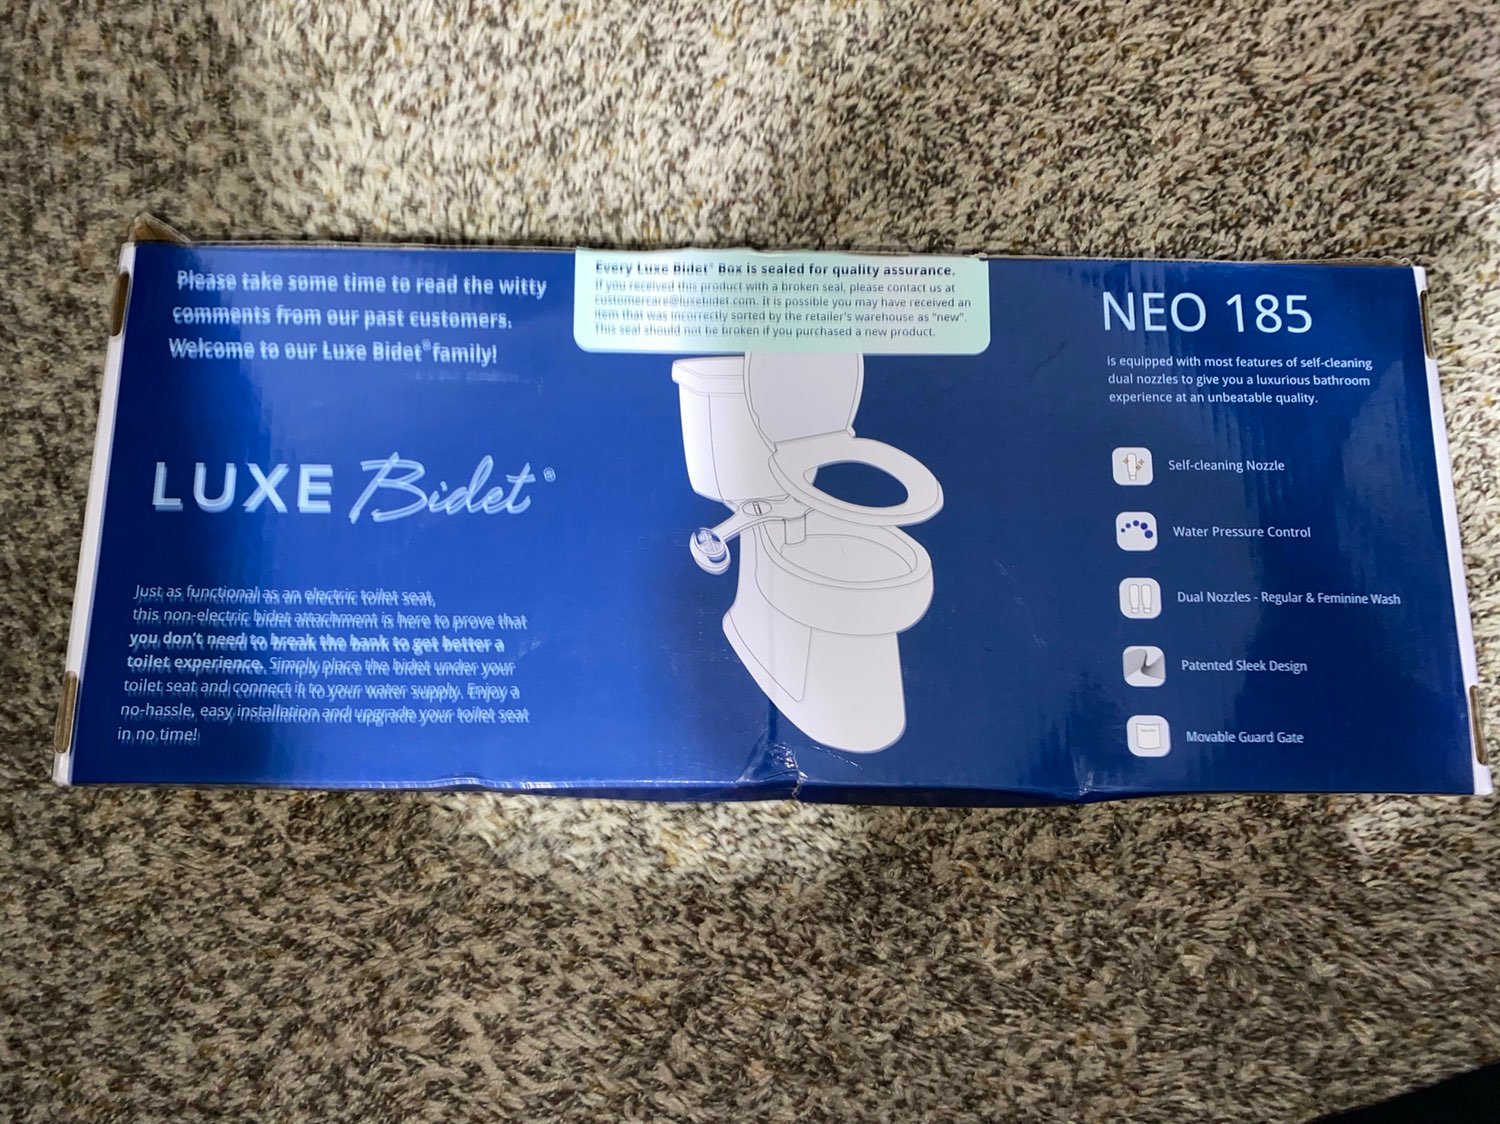 Please take some time to read the witty
comments from our past customers.
Welcome to our Luxe Bidet® family!
Every Luxe Bidet® Box is sealed for quality assurance.
If you received this product with a broken seal, please contact us at
customercare@luxebidet.com. It is possible you may have received an
item that was incorrectly sorted by the retailer's warehouse as "new".
This seal should not be broken if you purchased a new product.
LUXE Bidet®
Just as functional as an electric toilet seat,
this non-electric bidet attachment is here to prove that
you don't need to break the bank to get better a
toilet experience. Simply place the bidet under your
toilet seat and connect it to your water supply. Enjoy a
no-hassle, easy installation and upgrade your toilet seat
in no time!
NEO 185
is equipped with most features of self-cleaning
dual nozzles to give you a luxurious bathroom
experience at an unbeatable quality.
Self-cleaning Nozzle
Water Pressure Control
Dual Nozzles - Regular & Feminine Wash
Patented Sleek Design
Movable Guard Gate